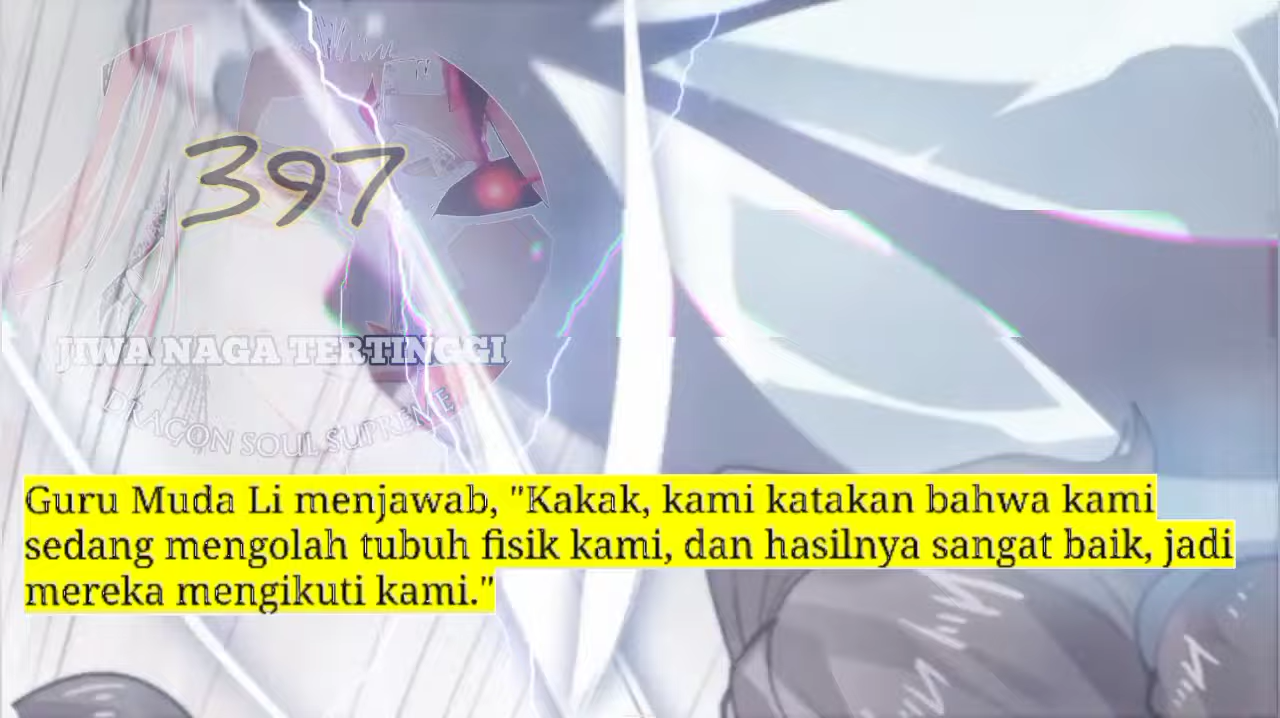 397
JIWA NAGA TERTINGGI
DRAGON SOUL SUPREME
Guru Muda Li menjawab, "Kakak, kami katakan bahwa kami
sedang mengolah tubuh fisik kami, dan hasilnya sangat baik, jadi
mereka mengikuti kami."